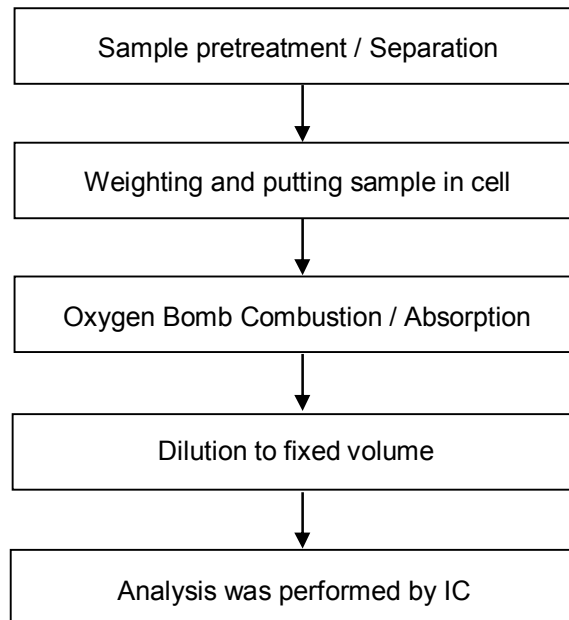 Sample pretreatment / Separation
Weighting and putting sample in cell
Oxygen Bomb Combustion / Absorption
Dilution to fixed volume
Analysis was performed by IC